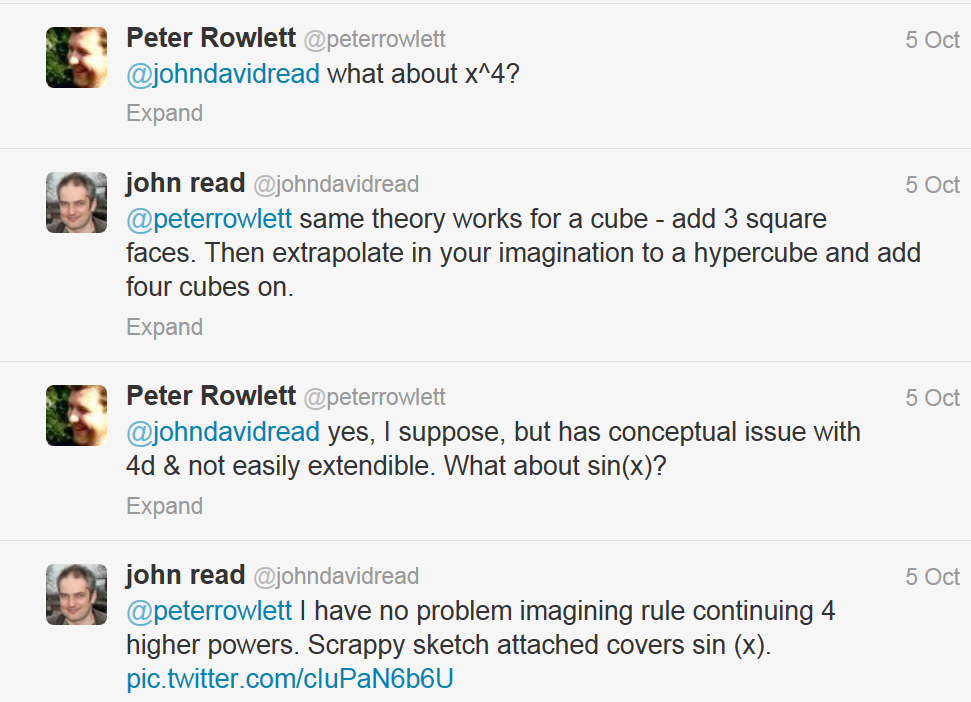 Peter Rowlett @peterrowlett 5 Oct
@johndavidread what about x^4?
Expand
john read @johndavidread 5 Oct
@peterrowlett same theory works for a cube - add 3 square
faces. Then extrapolate in your imagination to a hypercube and add
four cubes on.
Expand
Peter Rowlett @peterrowlett 5 Oct
@johndavidread yes, I suppose, but has conceptual issue with
4d & not easily extendible. What about sin(x)?
Expand
john read @johndavidread 5 Oct
@peterrowlett I have no problem imagining rule continuing 4
higher powers. Scrappy sketch attached covers sin (x).
pic.twitter.com/cIuPaN6b6U